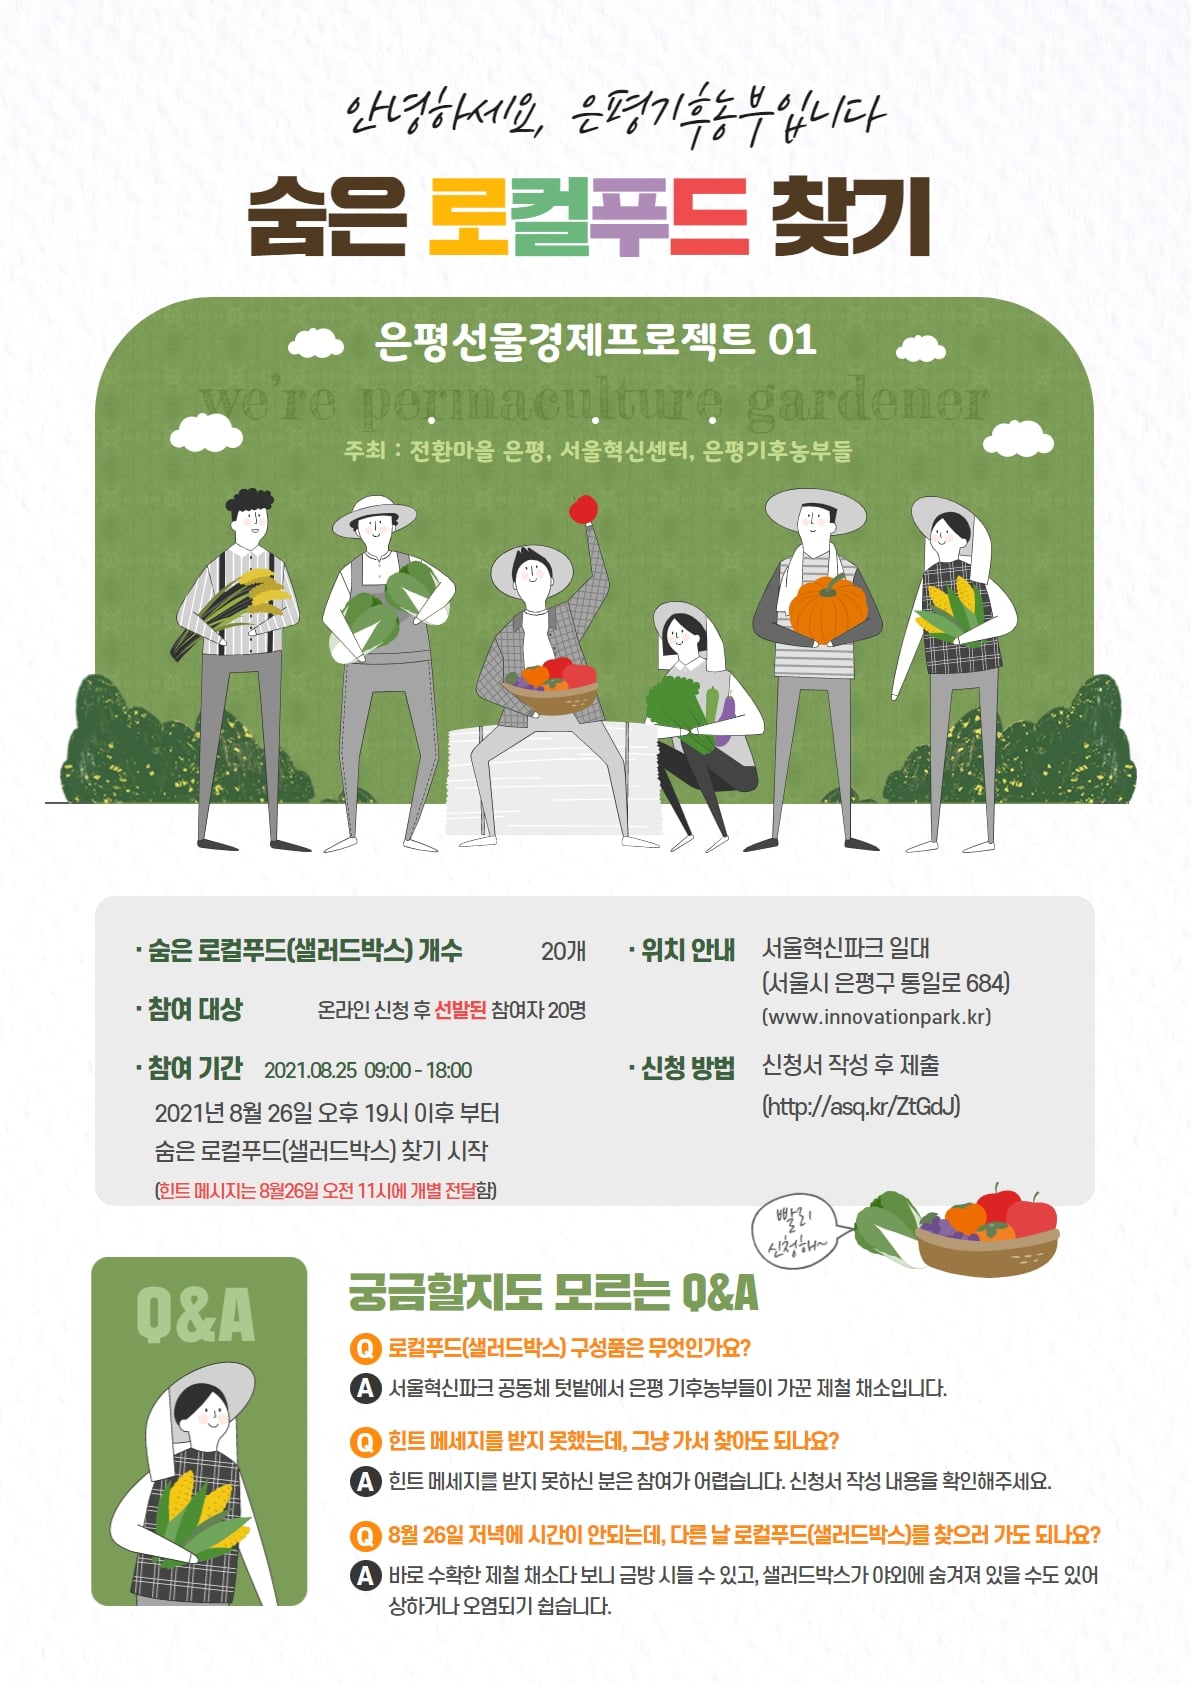 안녕하세요, 은평기후농부입니다
숨은 로컬푸드 찾기
은평선물경제프로젝트 01
we're permaculture gardener
주최 : 전환마을 은평, 서울혁신센터, 은평기후농부들
· 숨은 로컬푸드(샐러드박스) 개수 20개
· 참여 대상 온라인 신청 후 선발된 참여자 20명
· 참여 기간 2021.08.25 09:00 - 18:00
2021년 8월 26일 오후 19시 이후 부터
숨은 로컬푸드(샐러드박스) 찾기 시작
(힌트 메시지는 8월26일 오전 11시에 개별 전달함)
· 위치 안내 서울혁신파크 일대
(서울시 은평구 통일로 684)
(www.innovationpark.kr)
· 신청 방법 신청서 작성 후 제출
(http://asq.kr/ZtGdJ)
빨리
신청해~
Q&A
궁금할지도 모르는 Q&A
Q 로컬푸드(샐러드박스) 구성품은 무엇인가요?
A 서울혁신파크 공동체 텃밭에서 은평 기후농부들이 가꾼 제철 채소입니다.
Q 힌트 메세지를 받지 못했는데, 그냥 가서 찾아도 되나요?
A 힌트 메세지를 받지 못하신 분은 참여가 어렵습니다. 신청서 작성 내용을 확인해주세요.
Q 8월 26일 저녁에 시간이 안되는데, 다른 날 로컬푸드(샐러드박스)를 찾으러 가도 되나요?
A 바로 수확한 제철 채소다 보니 금방 시들 수 있고, 샐러드박스가 야외에 숨겨져 있을 수도 있어
상하거나 오염되기 쉽습니다.